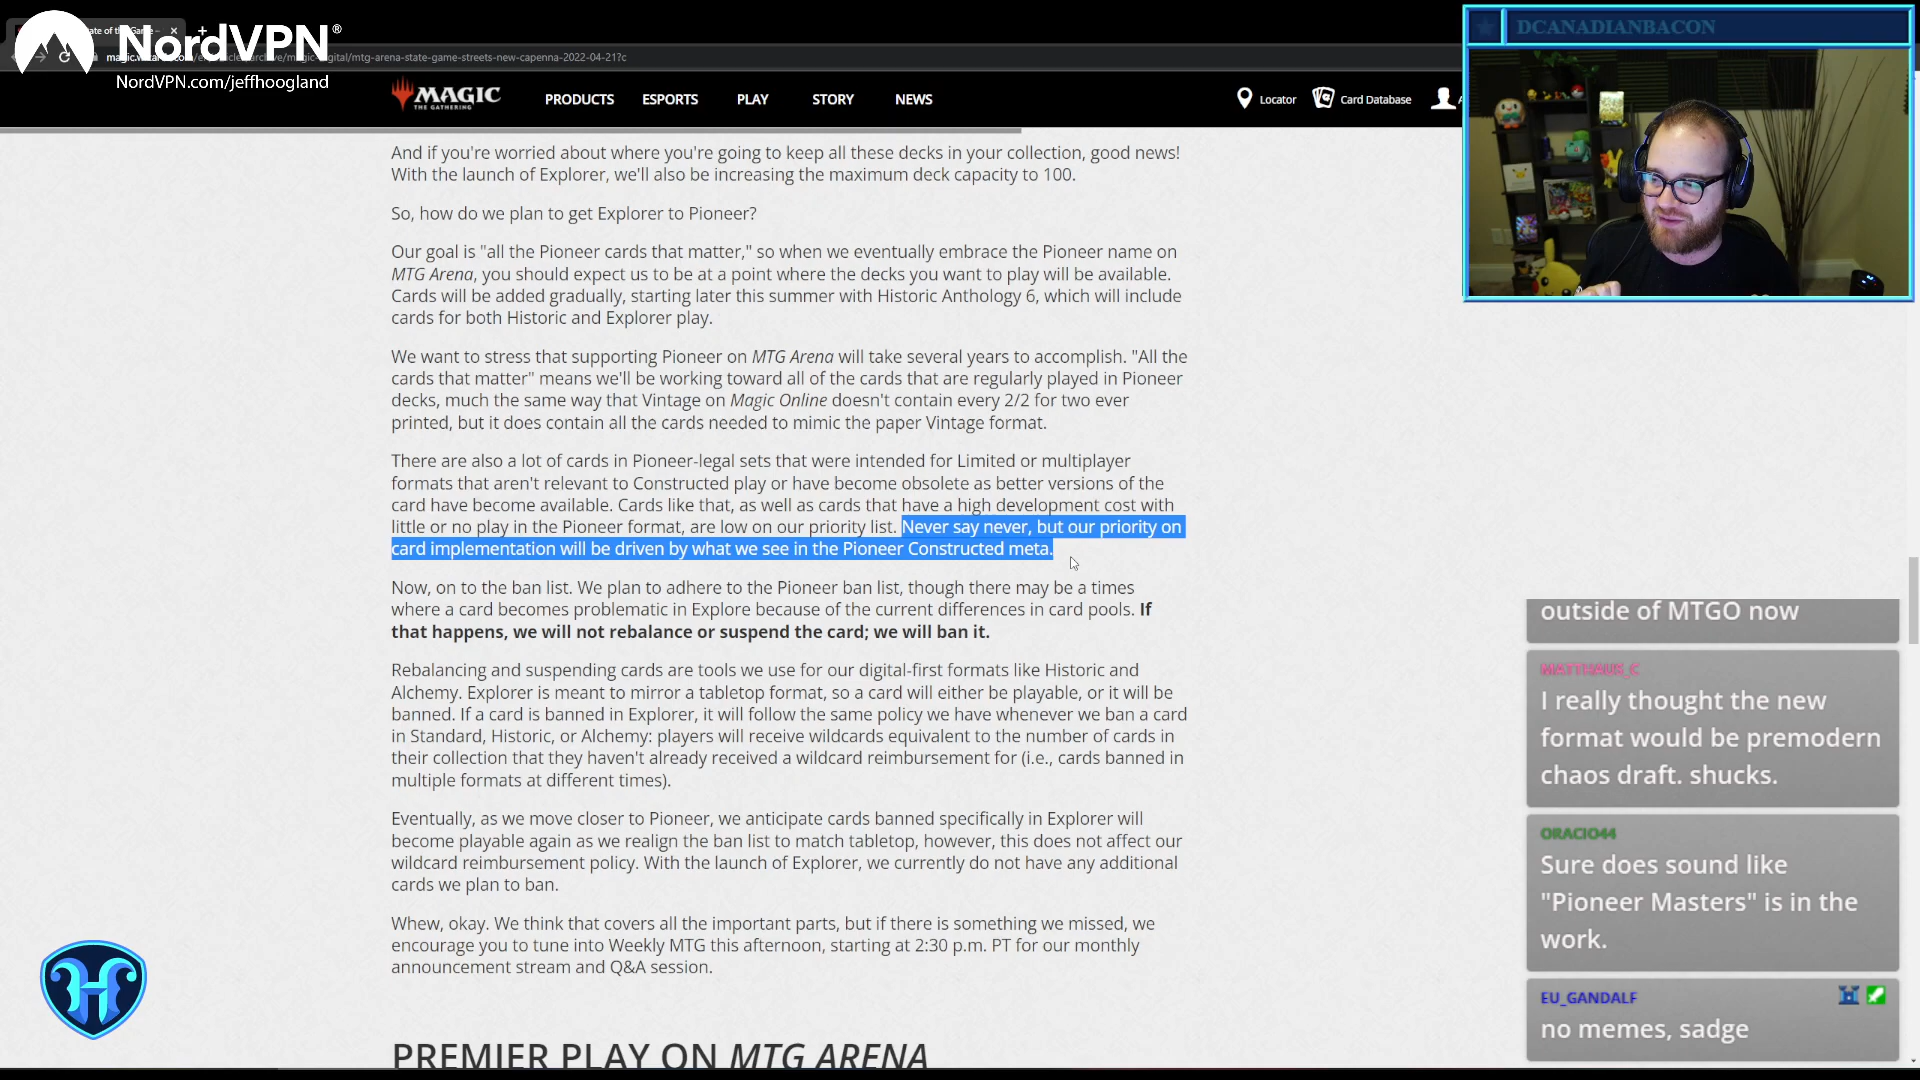 NordVPN®
NordVPN.com/jeffhoogland
ate of the Game –
magic.wizards.com/en/articles/archive/magic-digital/mtg-arena-state-game-streets-new-capenna-2022-04-21?c
MAGIC
THE GATHERING
PRODUCTS ESPORTS PLAY STORY NEWS
Locator Card Database
DCANADIANBACON
And if you're worried about where you're going to keep all these decks in your collection, good news!
With the launch of Explorer, we'll also be increasing the maximum deck capacity to 100.
So, how do we plan to get Explorer to Pioneer?
Our goal is "all the Pioneer cards that matter," so when we eventually embrace the Pioneer name on
MTG Arena, you should expect us to be at a point where the decks you want to play will be available.
Cards will be added gradually, starting later this summer with Historic Anthology 6, which will include
cards for both Historic and Explorer play.
We want to stress that supporting Pioneer on MTG Arena will take several years to accomplish. "All the
cards that matter" means we'll be working toward all of the cards that are regularly played in Pioneer
decks, much the same way that Vintage on Magic Online doesn't contain every 2/2 for two ever
printed, but it does contain all the cards needed to mimic the paper Vintage format.
There are also a lot of cards in Pioneer-legal sets that were intended for Limited or multiplayer
formats that aren't relevant to Constructed play or have become obsolete as better versions of the
card have become available. Cards like that, as well as cards that have a high development cost with
little or no play in the Pioneer format, are low on our priority list. Never say never, but our priority on
card implementation will be driven by what we see in the Pioneer Constructed meta.
Now, on to the ban list. We plan to adhere to the Pioneer ban list, though there may be a times
where a card becomes problematic in Explore because of the current differences in card pools. If
that happens, we will not rebalance or suspend the card; we will ban it.
Rebalancing and suspending cards are tools we use for our digital-first formats like Historic and
Alchemy. Explorer is meant to mirror a tabletop format, so a card will either be playable, or it will be
banned. If a card is banned in Explorer, it will follow the same policy we have whenever we ban a card
in Standard, Historic, or Alchemy: players will receive wildcards equivalent to the number of cards in
their collection that they haven't already received a wildcard reimbursement for (i.e., cards banned in
multiple formats at different times).
Eventually, as we move closer to Pioneer, we anticipate cards banned specifically in Explorer will
become playable again as we realign the ban list to match tabletop, however, this does not affect our
wildcard reimbursement policy. With the launch of Explorer, we currently do not have any additional
cards we plan to ban.
Whew, okay. We think that covers all the important parts, but if there is something we missed, we
encourage you to tune into Weekly MTG this afternoon, starting at 2:30 p.m. PT for our monthly
announcement stream and Q&A session.
PREMIER PLAY ON MTG ARENA
outside of MTGO now
MATTHAUS_C
I really thought the new
format would be premodern
chaos draft. shucks.
ORACIO44
Sure does sound like
"Pioneer Masters" is in the
work.
EU_GANDALF
no memes, sadge